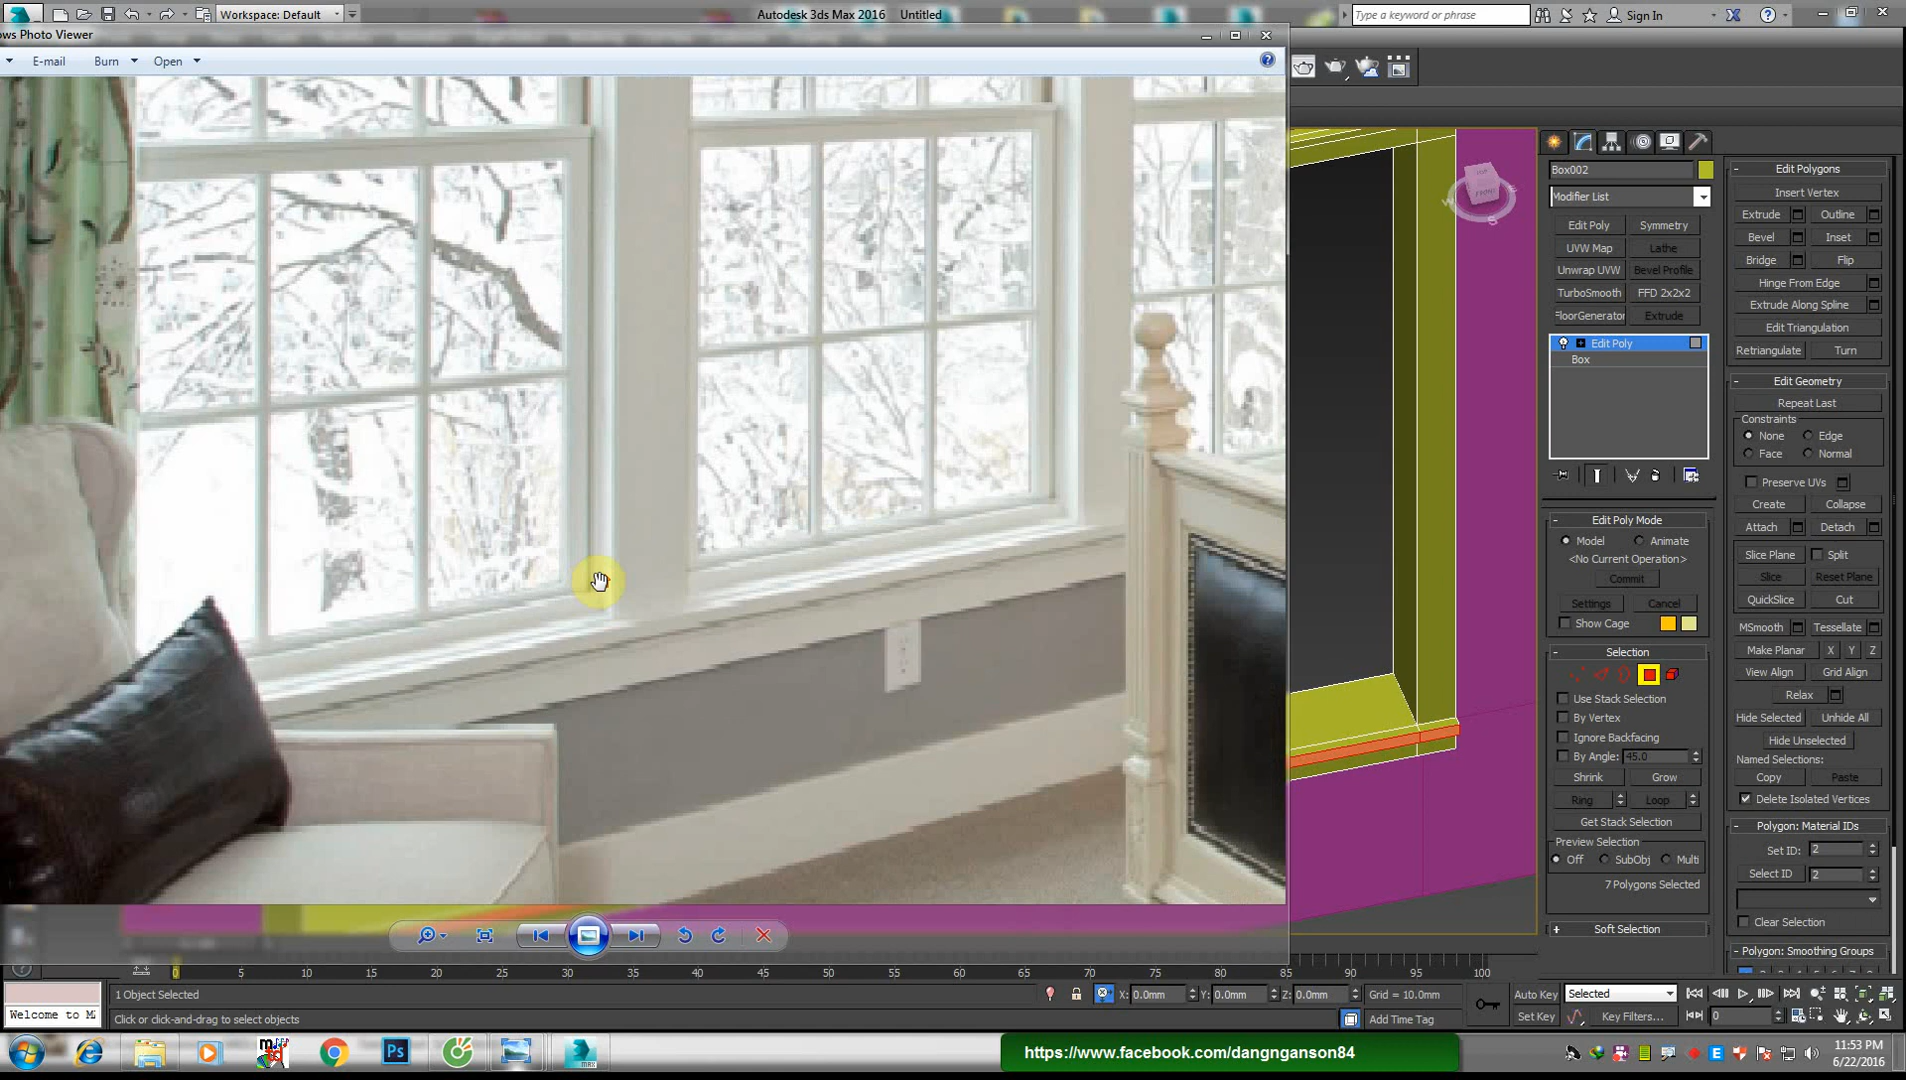 Workspace: Default
Autodesk 3ds Max 2016 Untitled
Type a keyword or phrase
Sign In
ows Photo Viewer
E-mail
Burn
Open
Box002
Modifier List
Edit Poly
Symmetry
UVW Map
Lathe
Unwrap UVW
Bevel Profile
TurboSmooth
FFD 2x2x2
FloorGenerator
Extrude
Edit Poly
Box
Edit Poly Mode
Model
Animate
<No Current Operation>
Commit
Settings
Cancel
Show Cage
Selection
Use Stack Selection
By Vertex
Ignore Backfacing
By Angle: 45.0
Shrink
Grow
Ring
Loop
Get Stack Selection
Preview Selection
Off
SubObj
Multi
7 Polygons Selected
Soft Selection
Edit Polygons
Insert Vertex
Extrude
Outline
Bevel
Inset
Bridge
Flip
Hinge From Edge
Extrude Along Spline
Edit Triangulation
Retriangulate
Turn
Edit Geometry
Repeat Last
Constraints
None
Edge
Face
Normal
Preserve UVs
Create
Collapse
Attach
Detach
Slice Plane
Split
Slice
Reset Plane
QuickSlice
Cut
MSmooth
Tessellate
Make Planar X Y Z
View Align
Grid Align
Relax
Hide Selected
Unhide All
Hide Unselected
Named Selections:
Copy
Paste
Delete Isolated Vertices
Polygon: Material IDs
Set ID: 2
Select ID 2
Clear Selection
Polygon: Smoothing Groups
0 5 10 15 20 25 30 35 40 45 50 55 60 65 70 75 80 85 90 95 100
1 Object Selected
X: 0.0mm Y: 0.0mm Z: 0.0mm Grid = 10.0mm
Auto Key
Selected
Welcome to M
Click or click-and-drag to select objects
Add Time Tag
Set Key
Key Filters...
0
https://www.facebook.com/dangnganson84
11:53 PM
6/22/2016